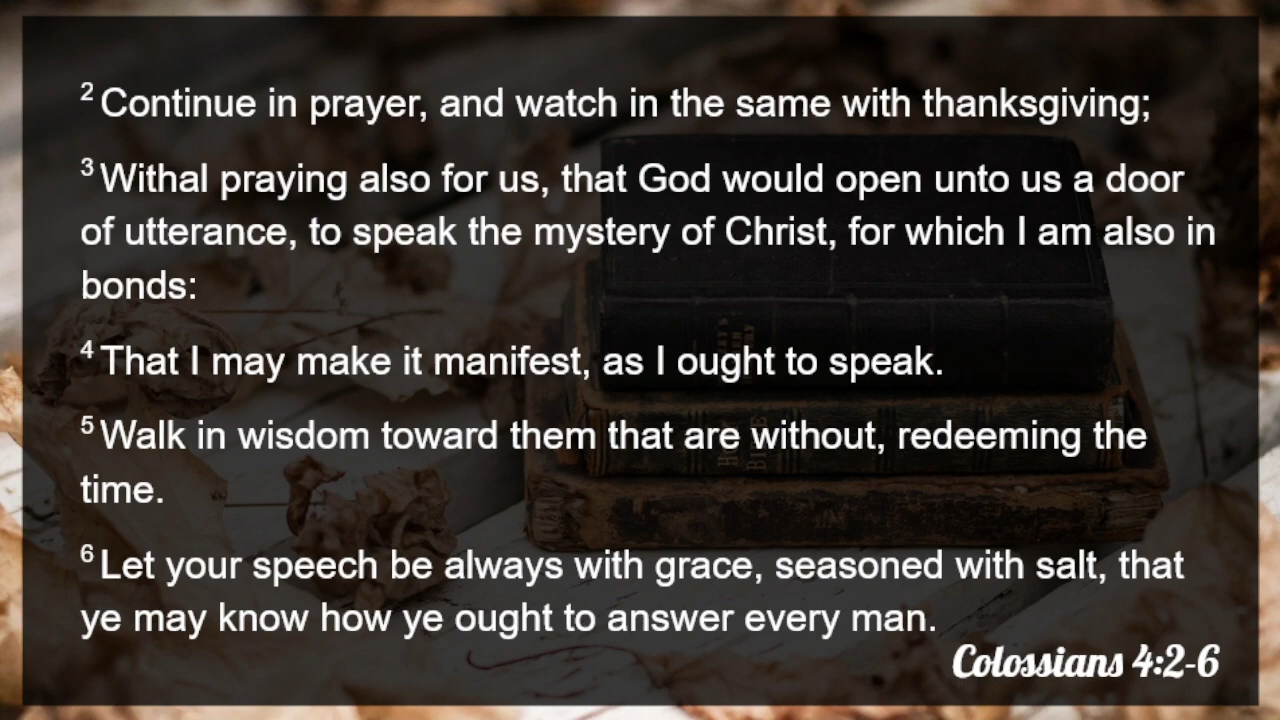 2 Continue in prayer, and watch in the same with thanksgiving;
3 Withal praying also for us, that God would open unto us a door
of utterance, to speak the mystery of Christ, for which I am also in
bonds:
4 That I may make it manifest, as I ought to speak.
5 Walk in wisdom toward them that are without, redeeming the
time.
6 Let your speech be always with grace, seasoned with salt, that
ye may know how ye ought to answer every man.
Colossians 4:2-6
HOLY
BIBLE